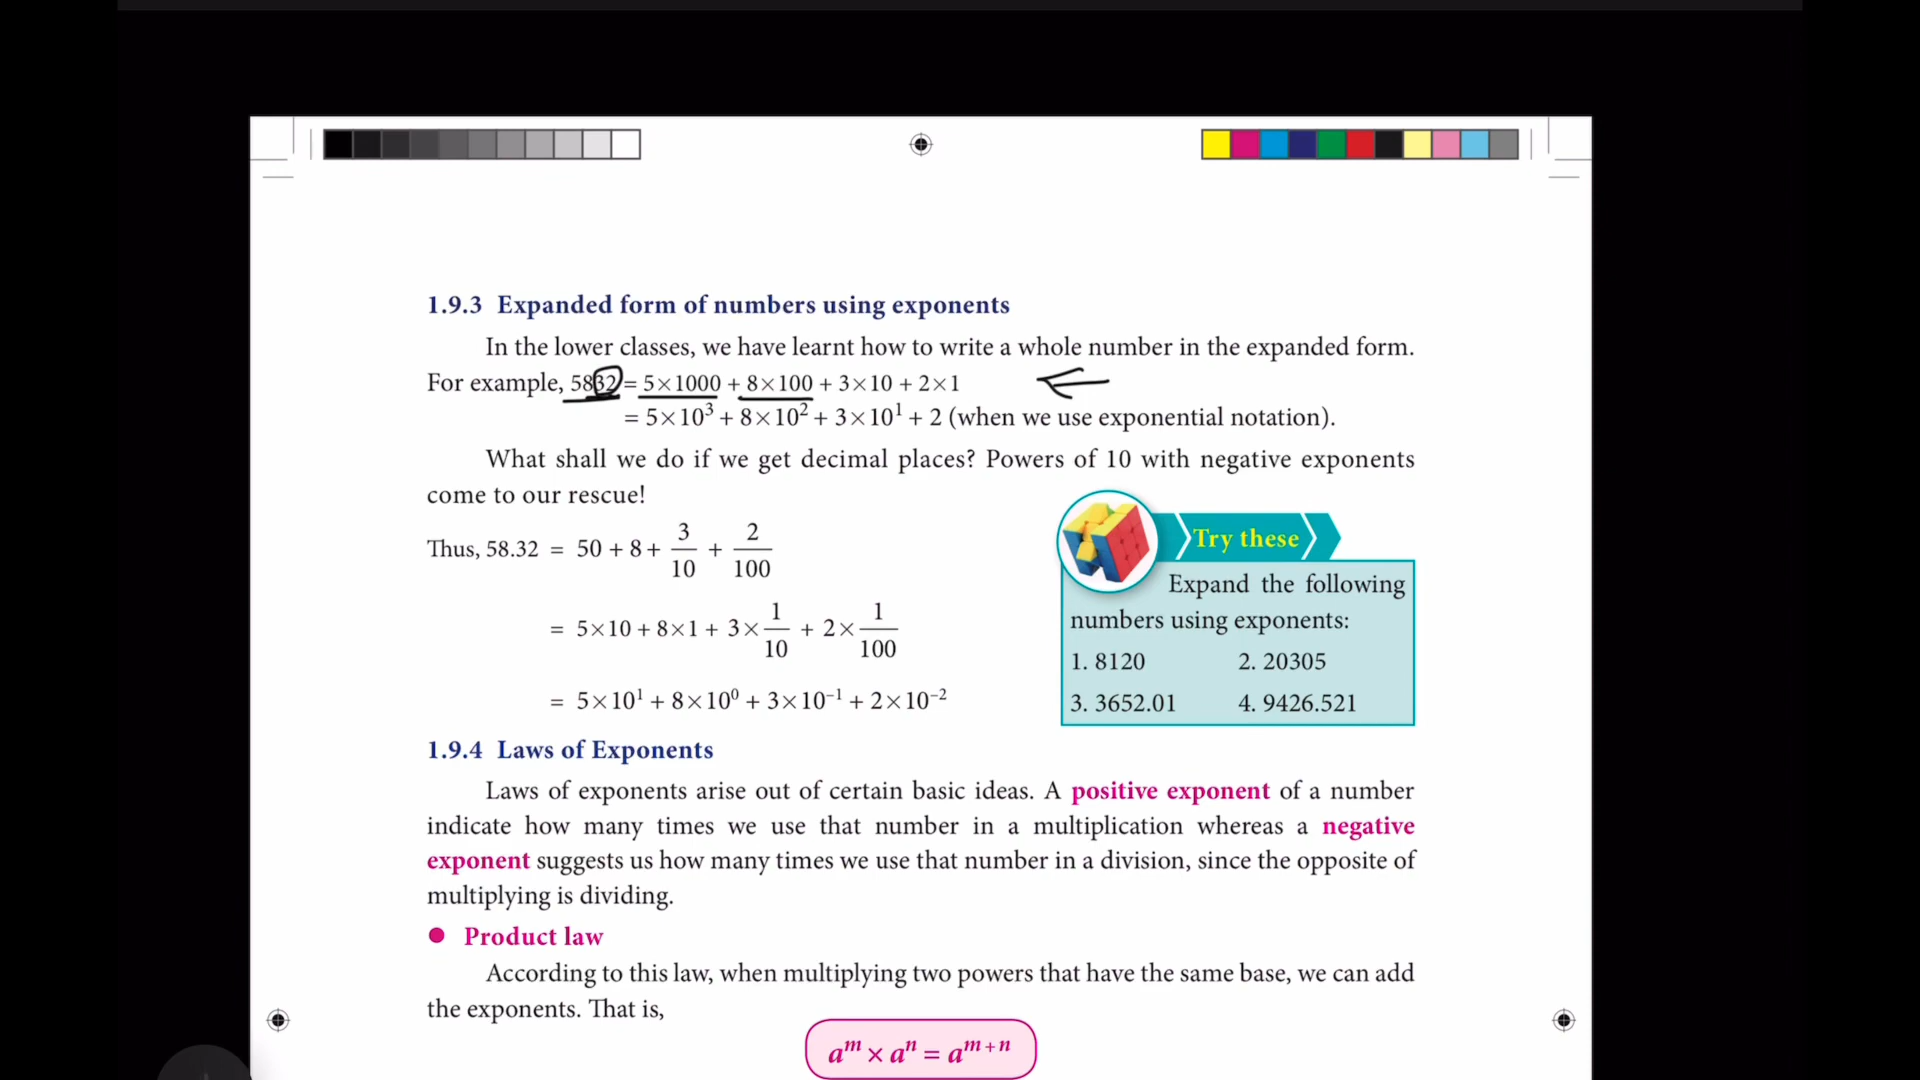 1.9.3 Expanded form of numbers using exponents
In the lower classes, we have learnt how to write a whole number in the expanded form.
For example, 5832 = 5×1000 + 8×100 + 3×10 + 2×1
= 5×10³ + 8×10² + 3×10¹ + 2 (when we use exponential notation).
What shall we do if we get decimal places? Powers of 10 with negative exponents
come to our rescue!
Thus, 58.32 = 50 + 8 + 3/10 + 2/100
= 5×10 + 8×1 + 3× 1/10 + 2× 1/100
= 5×10¹ + 8×10⁰ + 3×10⁻¹ + 2×10⁻²
Try these
Expand the following
numbers using exponents:
1. 8120 2. 20305
3. 3652.01 4. 9426.521
1.9.4 Laws of Exponents
Laws of exponents arise out of certain basic ideas. A positive exponent of a number
indicate how many times we use that number in a multiplication whereas a negative
exponent suggests us how many times we use that number in a division, since the opposite of
multiplying is dividing.
● Product law
According to this law, when multiplying two powers that have the same base, we can add
the exponents. That is,
aᵐ × aⁿ = aᵐ⁺ⁿ